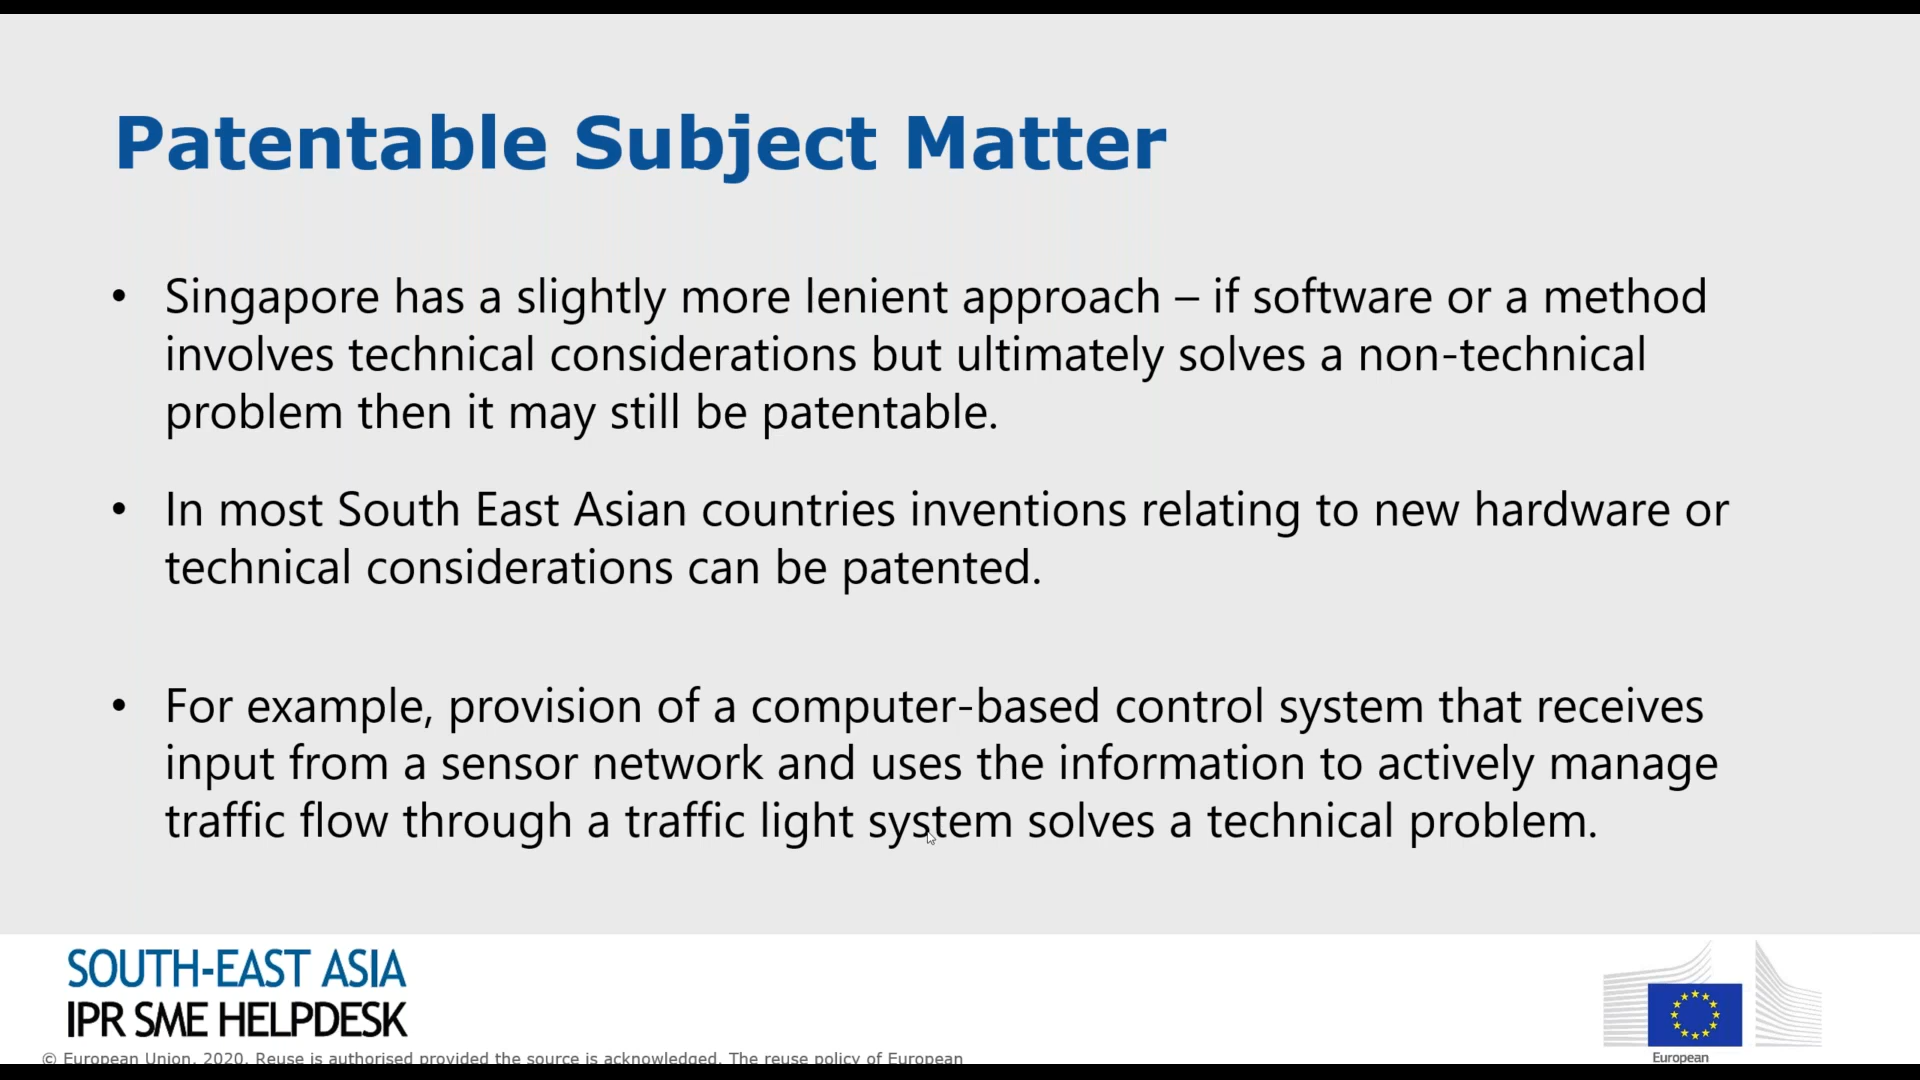 Patentable Subject Matter
• Singapore has a slightly more lenient approach – if software or a method
involves technical considerations but ultimately solves a non-technical
problem then it may still be patentable.
• In most South East Asian countries inventions relating to new hardware or
technical considerations can be patented.
• For example, provision of a computer-based control system that receives
input from a sensor network and uses the information to actively manage
traffic flow through a traffic light system solves a technical problem.
SOUTH-EAST ASIA
IPR SME HELPDESK
© European Union, 2020. Reuse is authorised provided the source is acknowledged. The reuse policy of European
European